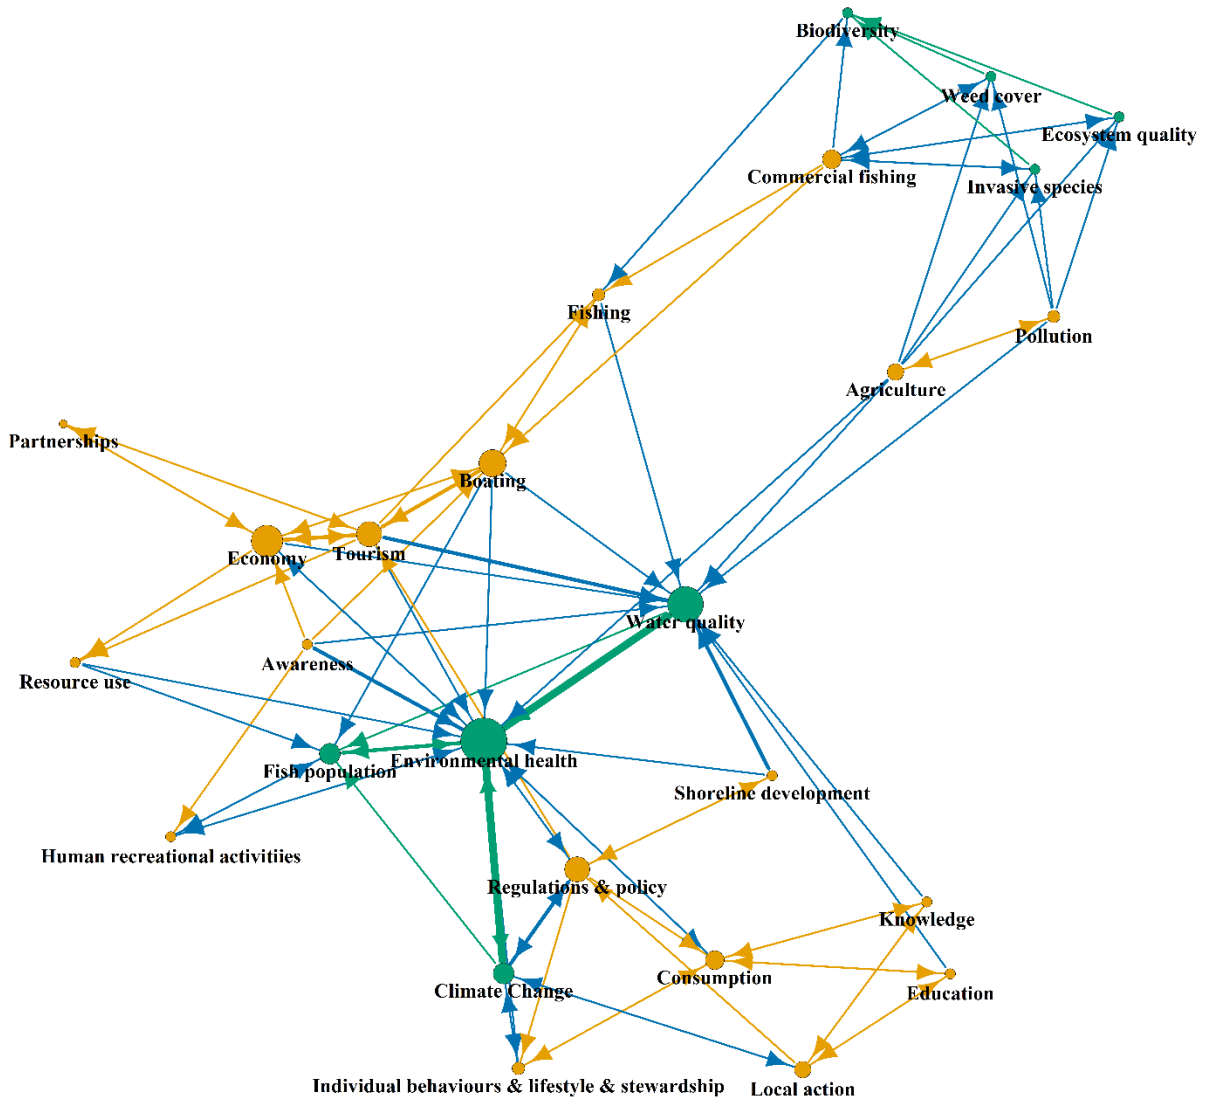 Biodiversity
Weed cover
Ecosystem quality
Commercial fishing
Invasive species
Fishing
Pollution
Agriculture
Partnerships
Boating
Economy
Tourism
Water quality
Awareness
Resource use
Environmental health
Fish population
Shoreline development
Human recreational activitiies
Regulations & policy
Knowledge
Consumption
Climate Change
Education
Individual behaviours & lifestyle & stewardship
Local action